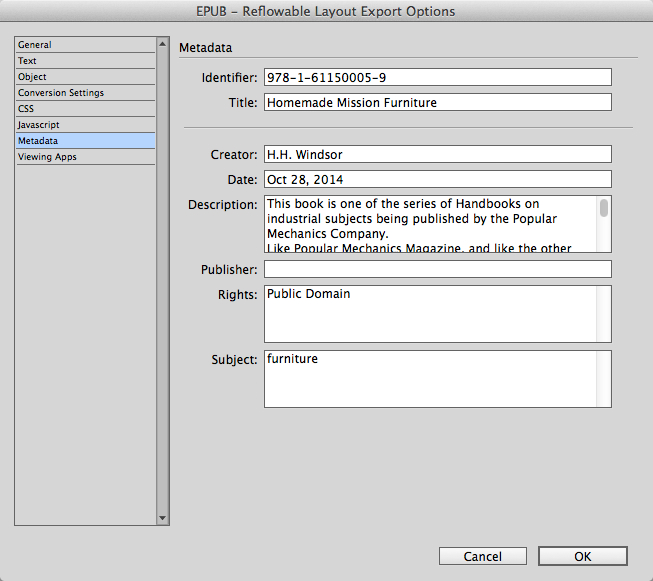 EPUB – Reflowable Layout Export Options
General
Text
Object
Conversion Settings
CSS
Javascript
Metadata
Viewing Apps
Metadata
Identifier: 978-1-61150005-9
Title: Homemade Mission Furniture
Creator: H.H. Windsor
Date: Oct 28, 2014
Description: This book is one of the series of Handbooks on
industrial subjects being published by the Popular
Mechanics Company.
Like Popular Mechanics Magazine, and like the other
Publisher:
Rights: Public Domain
Subject: furniture
Cancel
OK